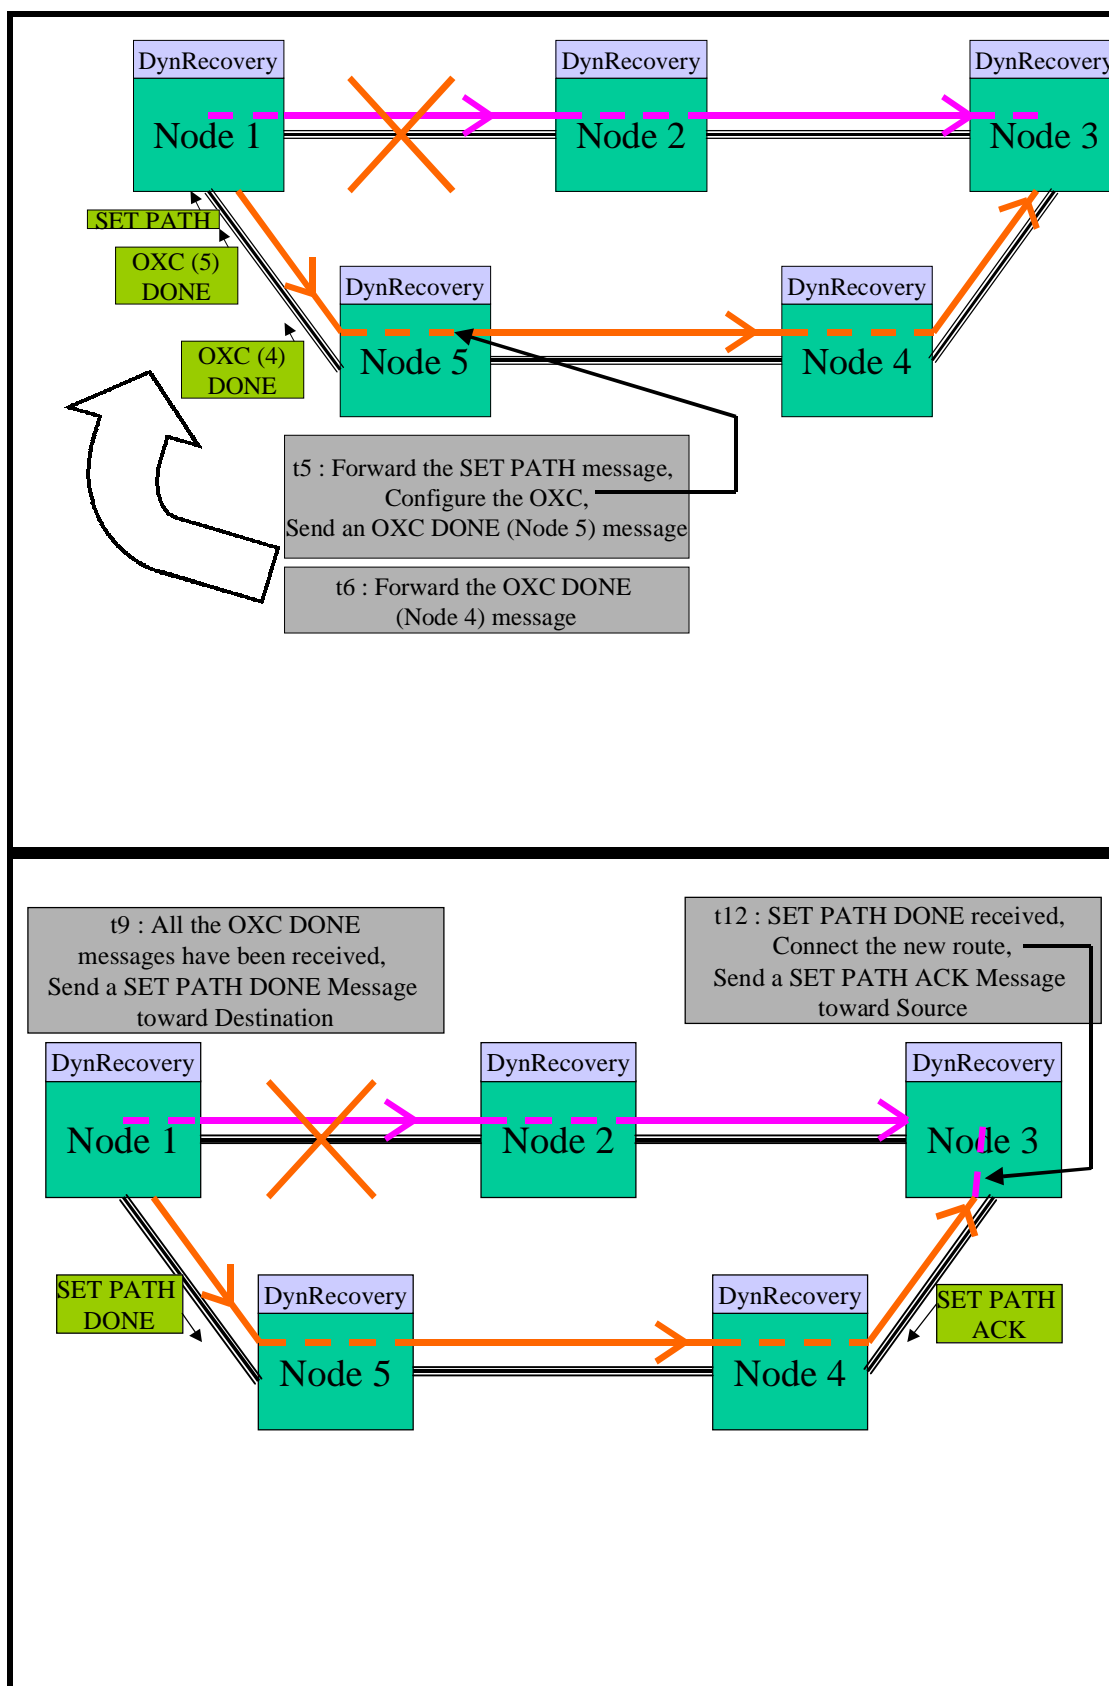 DynRecovery
Node 1
DynRecovery
Node 2
DynRecovery
Node 3
SET PATH
OXC (5)
DONE
OXC (4)
DONE
DynRecovery
Node 5
DynRecovery
Node 4
t5 : Forward the SET PATH message,
Configure the OXC,
Send an OXC DONE (Node 5) message
t6 : Forward the OXC DONE
(Node 4) message
t9 : All the OXC DONE
messages have been received,
Send a SET PATH DONE Message
toward Destination
t12 : SET PATH DONE received,
Connect the new route,
Send a SET PATH ACK Message
toward Source
DynRecovery
Node 1
DynRecovery
Node 2
DynRecovery
Node 3
SET PATH
DONE
DynRecovery
Node 5
DynRecovery
Node 4
SET PATH
ACK